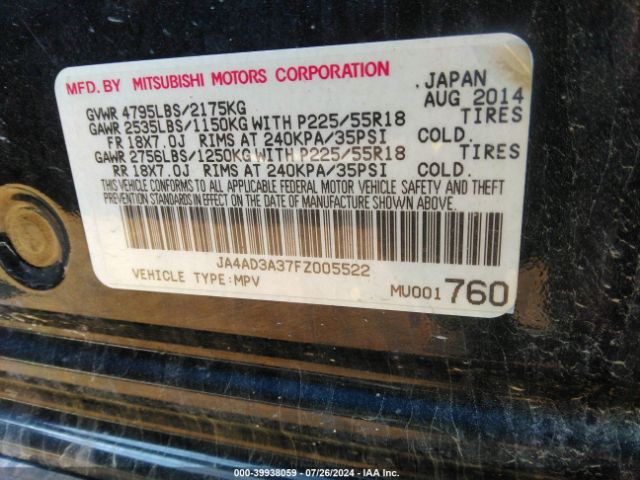 MFD. BY MITSUBISHI MOTORS CORPORATION . JAPAN
GVWR 4795LBS/2175KG AUG 2014
GAWR 2535LBS/1150KG WITH P225/55R18 TIRES
FR 18X7.0J RIMS AT 240KPA/35PSI COLD.
GAWR 2756LBS/1250KG WITH P225/55R18 TIRES
RR 18X7.0J RIMS AT 240KPA/35PSI COLD.
THIS VEHICLE CONFORMS TO ALL APPLICABLE FEDERAL MOTOR VEHICLE SAFETY AND THEFT
PREVENTION STANDARDS IN EFFECT ON THE DATE OF MANUFACTURE SHOWN ABOVE.
JA4AD3A37FZ005522
VEHICLE TYPE:MPV MU001 760
000-39938059 / 07/26/2024 / IAA Inc.